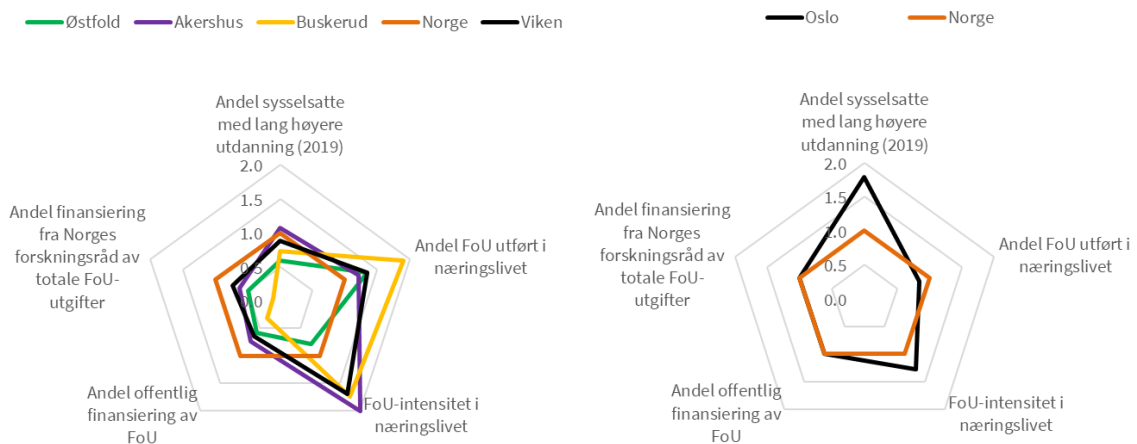 Østfold Akershus Buskerud Norge Viken
Andel sysselsatte
med lang høyere
utdanning (2019)
2.0
1.5
1.0
0.5
0.0
Andel FoU utført i
næringslivet
FoU-intensitet i
næringslivet
Andel offentlig
finansiering av
FoU
Andel finansiering
fra Norges
forskningsråd av
totale FoU-
utgifter
Oslo Norge
Andel sysselsatte
med lang høyere
utdanning (2019)
2.0
1.5
1.0
0.5
0.0
Andel FoU utført i
næringslivet
FoU-intensitet i
næringslivet
Andel offentlig
finansiering av
FoU
Andel finansiering
fra Norges
forskningsråd av
totale FoU-
utgifter